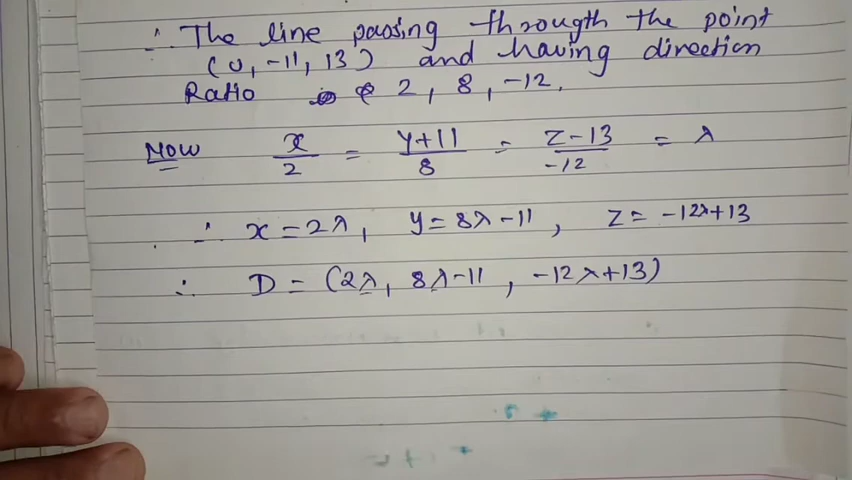 ∴ The line passing througth the point
(0, -11, 13) and having direction
Ratio 2, 8, -12.
Now x/2 = y+11/8 = z-13/-12 = λ
∴ x = 2λ, y = 8λ-11, z = -12λ+13
∴ D = (2λ, 8λ-11, -12λ+13)